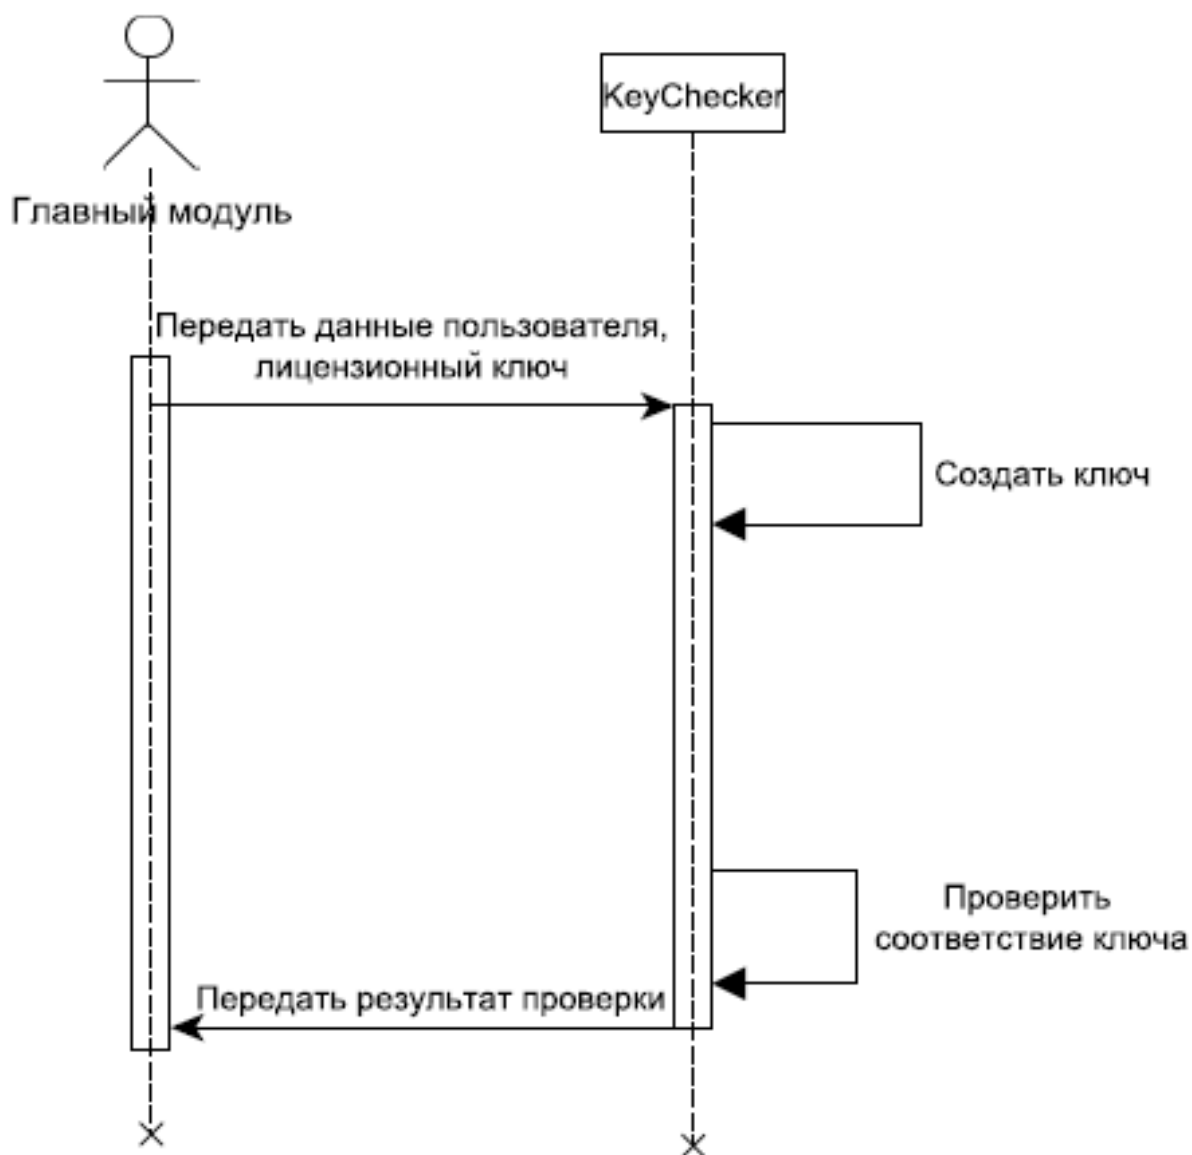 KeyChecker
Главный модуль
Передать данные пользователя,
лицензионный ключ
Создать ключ
Проверить
соответствие ключа
Передать результат проверки